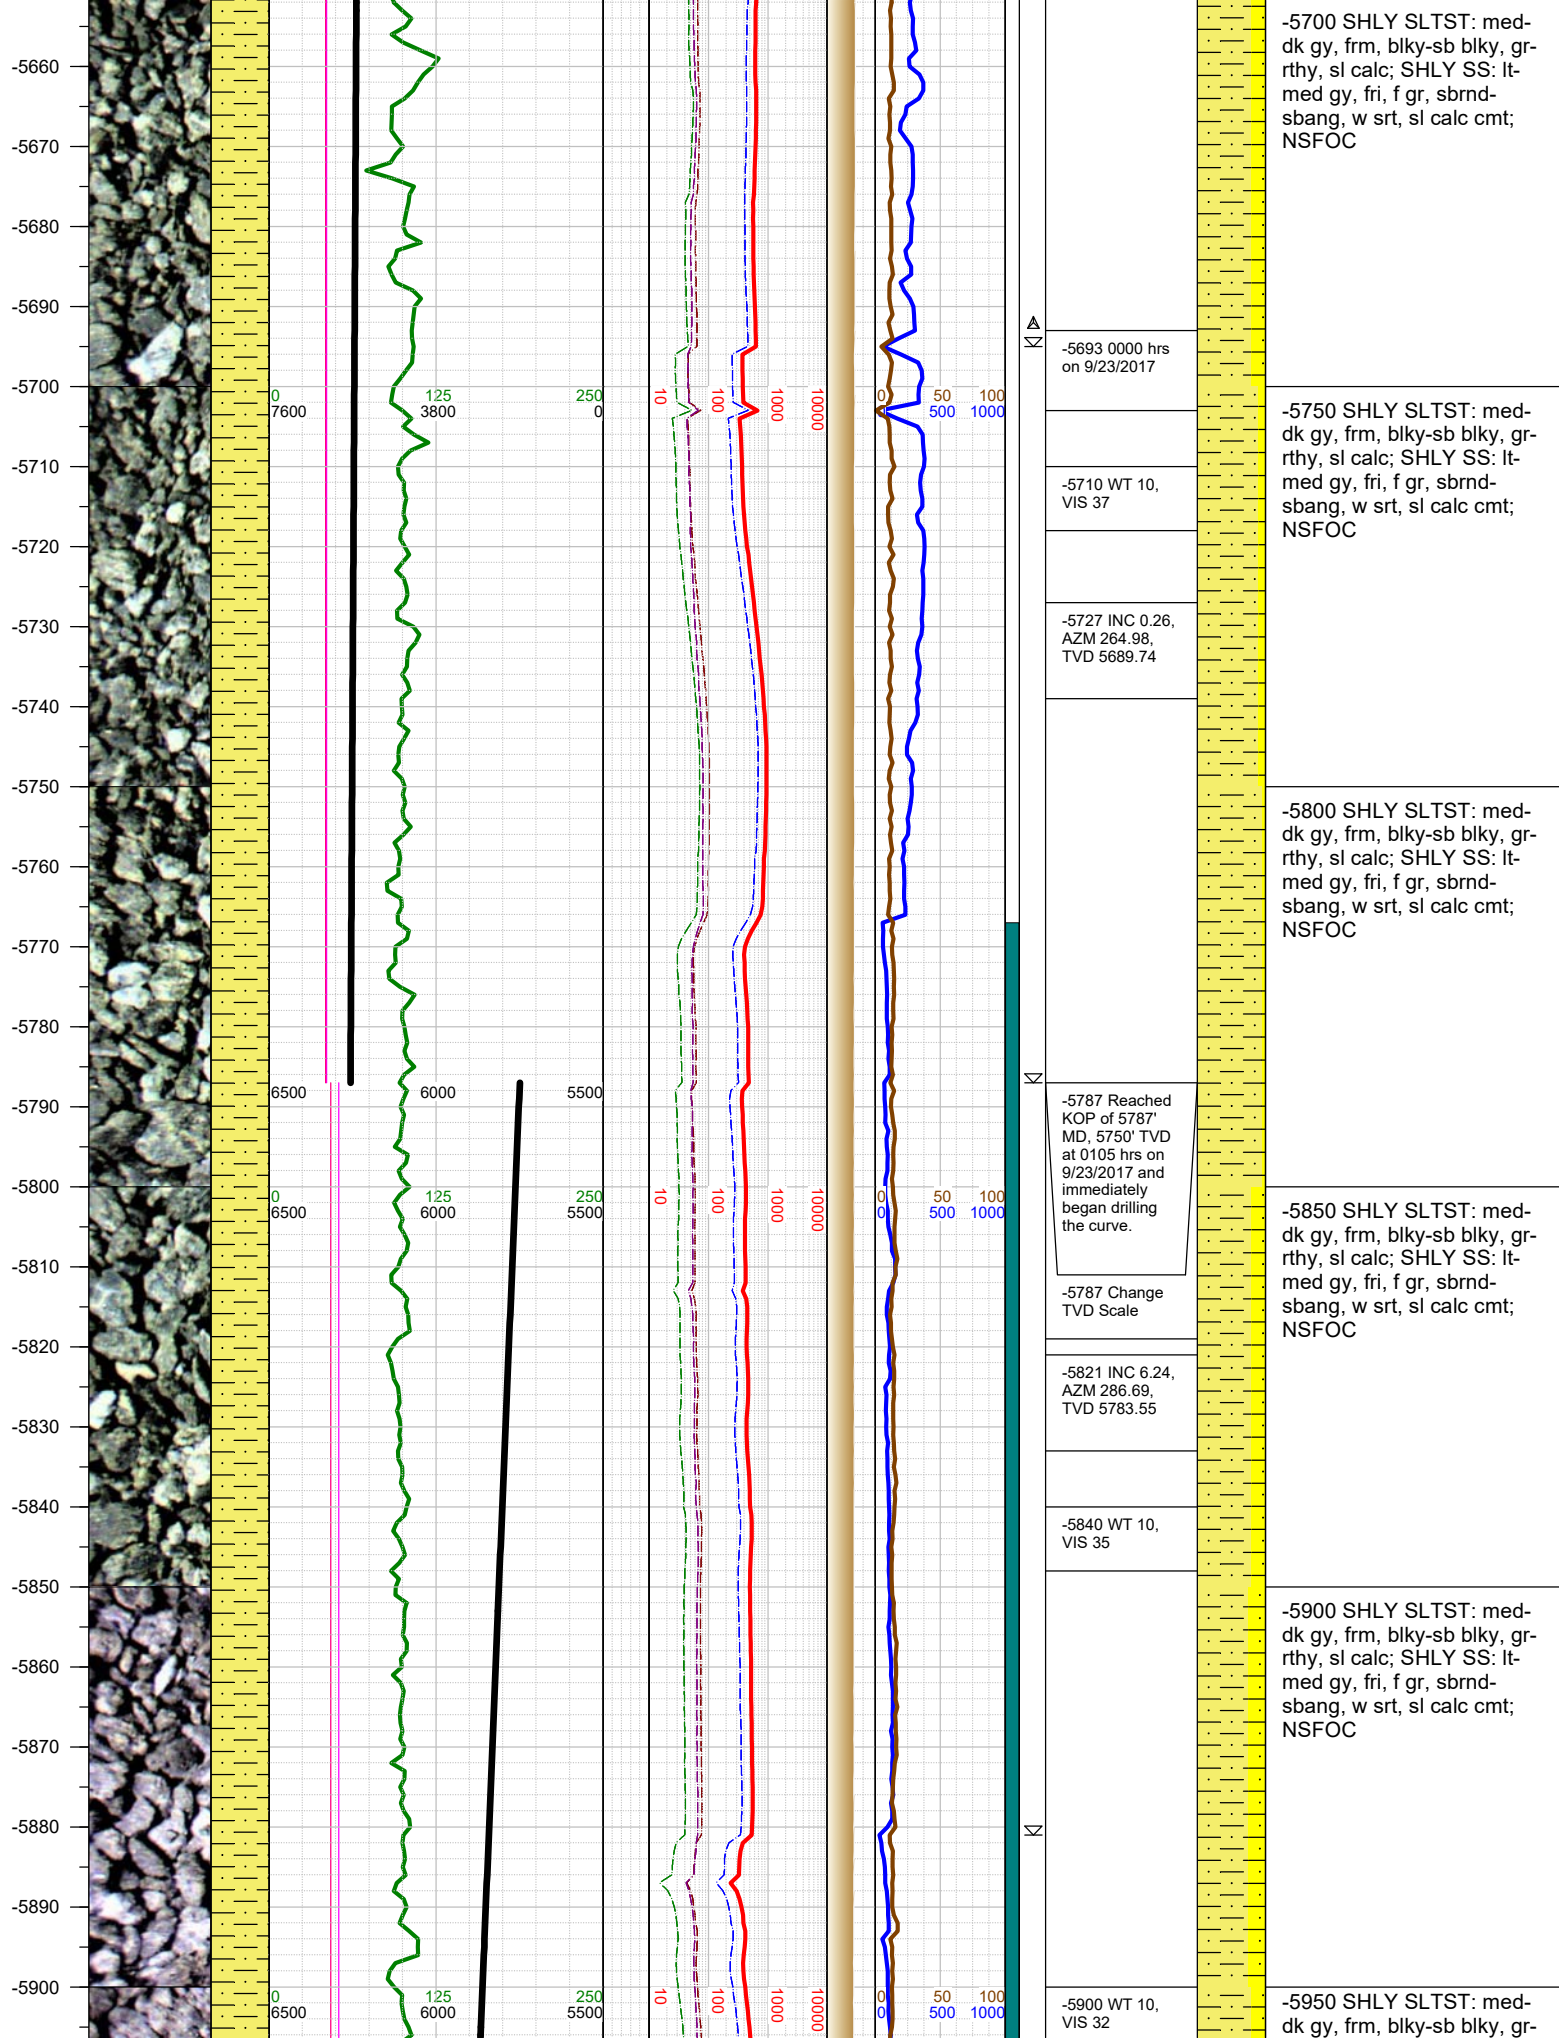 -5660
-5670
-5680
-5690
-5700
-5710
-5720
-5730
-5740
-5750
-5760
-5770
-5780
-5790
-5800
-5810
-5820
-5830
-5840
-5850
-5860
-5870
-5880
-5890
-5900
0 125 250
7600 3800 0
6500 6000 5500
0 125 250
6500 6000 5500
0 125 250
6500 6000 5500
10 100 1000 10000
10 100 1000 10000
10 100 1000 10000
0 50 100
0 500 1000
0 50 100
0 500 1000
0 50 100
0 500 1000
-5693 0000 hrs
on 9/23/2017
-5710 WT 10,
VIS 37
-5727 INC 0.26,
AZM 264.98,
TVD 5689.74
-5787 Reached
KOP of 5787'
MD, 5750' TVD
at 0105 hrs on
9/23/2017 and
immediately
began drilling
the curve.
-5787 Change
TVD Scale
-5821 INC 6.24,
AZM 286.69,
TVD 5783.55
-5840 WT 10,
VIS 35
-5900 WT 10,
VIS 32
-5700 SHLY SLTST: med-
dk gy, frm, blky-sb blky, gr-
rthy, sl calc; SHLY SS: lt-
med gy, fri, f gr, sbrnd-
sbang, w srt, sl calc cmt;
NSFOC
-5750 SHLY SLTST: med-
dk gy, frm, blky-sb blky, gr-
rthy, sl calc; SHLY SS: lt-
med gy, fri, f gr, sbrnd-
sbang, w srt, sl calc cmt;
NSFOC
-5800 SHLY SLTST: med-
dk gy, frm, blky-sb blky, gr-
rthy, sl calc; SHLY SS: lt-
med gy, fri, f gr, sbrnd-
sbang, w srt, sl calc cmt;
NSFOC
-5850 SHLY SLTST: med-
dk gy, frm, blky-sb blky, gr-
rthy, sl calc; SHLY SS: lt-
med gy, fri, f gr, sbrnd-
sbang, w srt, sl calc cmt;
NSFOC
-5900 SHLY SLTST: med-
dk gy, frm, blky-sb blky, gr-
rthy, sl calc; SHLY SS: lt-
med gy, fri, f gr, sbrnd-
sbang, w srt, sl calc cmt;
NSFOC
-5950 SHLY SLTST: med-
dk gy, frm, blky-sb blky, gr-